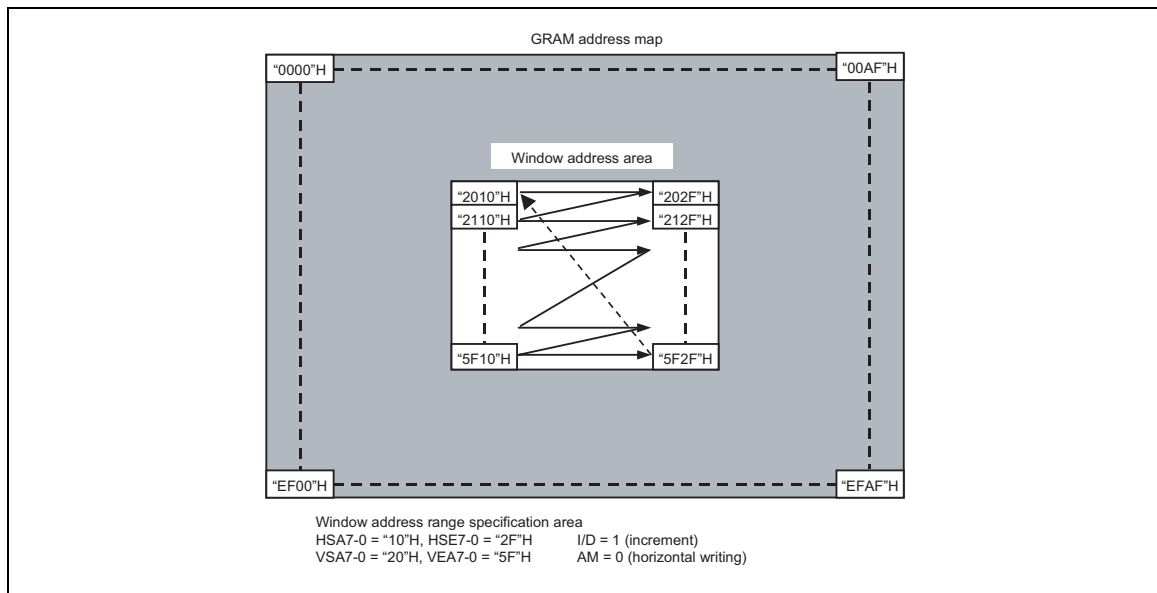 GRAM address map
“0000”H “00AF”H
Window address area
“2010”H “202F”H
“2110”H “212F”H
“5F10”H “5F2F”H
“EF00”H “EFAF”H
Window address range specification area
HSA7-0 = “10”H, HSE7-0 = “2F”H I/D = 1 (increment)
VSA7-0 = “20”H, VEA7-0 = “5F”H AM = 0 (horizontal writing)